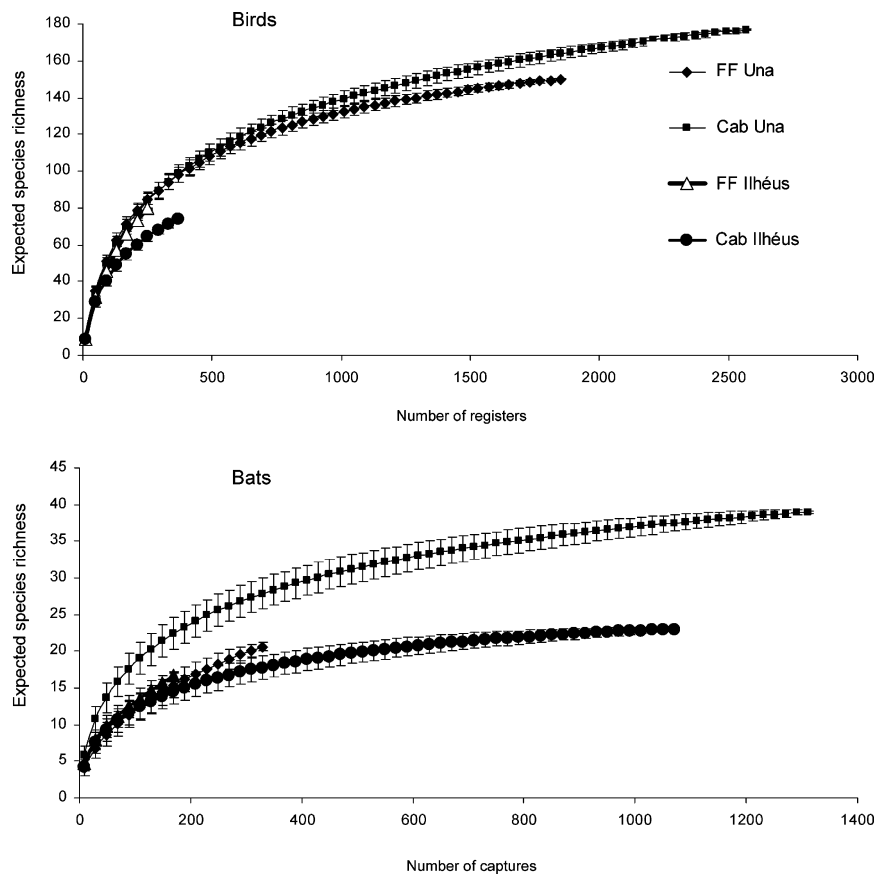 Birds
Expected species richness
180
160
140
120
100
80
60
40
20
0
0 500 1000 1500 2000 2500 3000
Number of registers
FF Una
Cab Una
FF Ilhéus
Cab Ilhéus
Bats
Expected species richness
45
40
35
30
25
20
15
10
5
0
0 200 400 600 800 1000 1200 1400
Number of captures